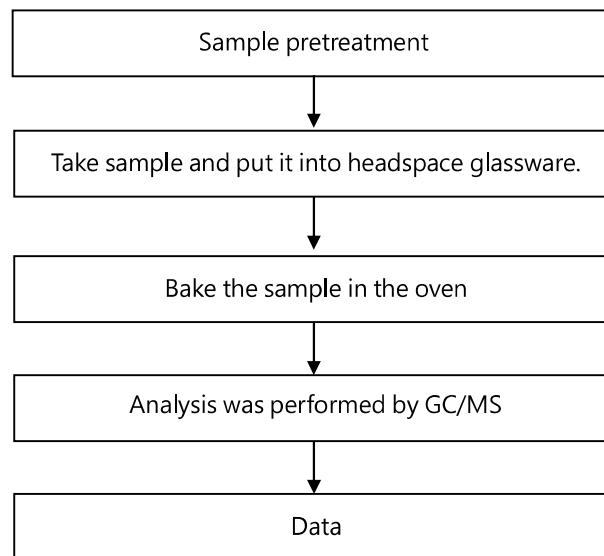 Sample pretreatment
Take sample and put it into headspace glassware.
Bake the sample in the oven
Analysis was performed by GC/MS
Data